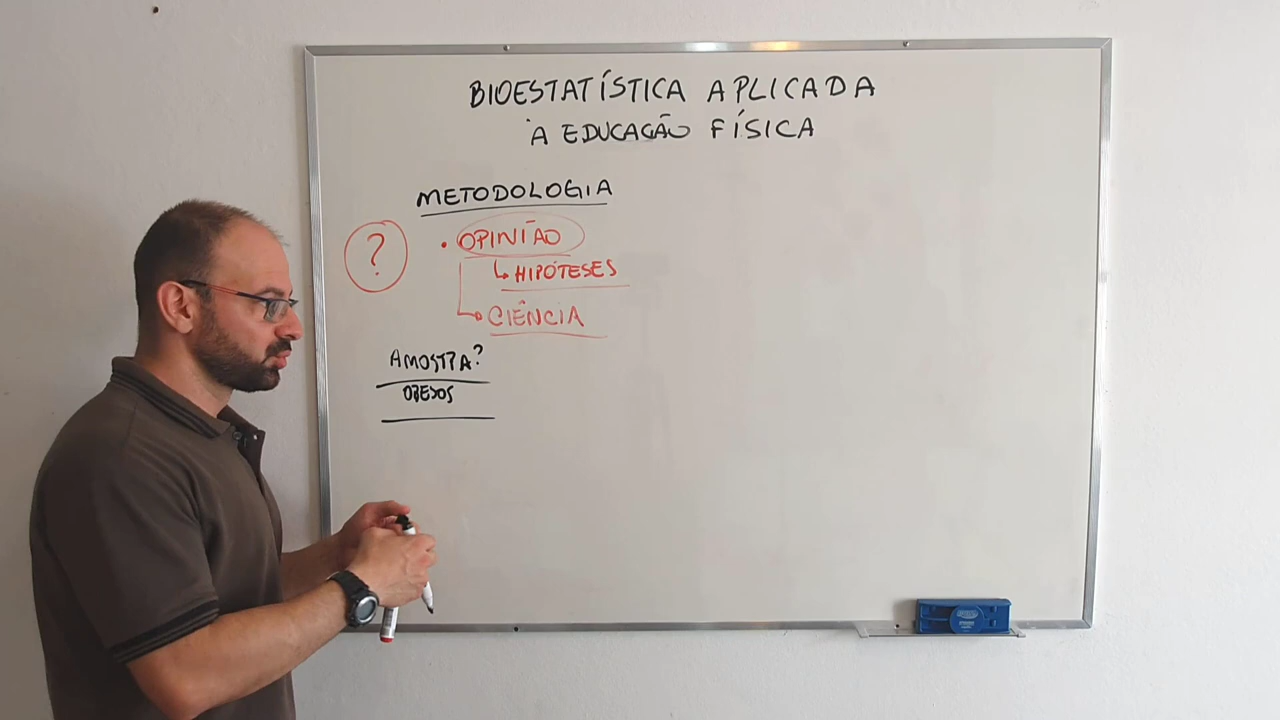 BIOESTATÍSTICA APLICADA
À EDUCAÇÃO FÍSICA
METODOLOGIA
?
• OPINIÃO
↳ HIPÓTESES
↳ CIÊNCIA
AMOSTRA?
OBESOS